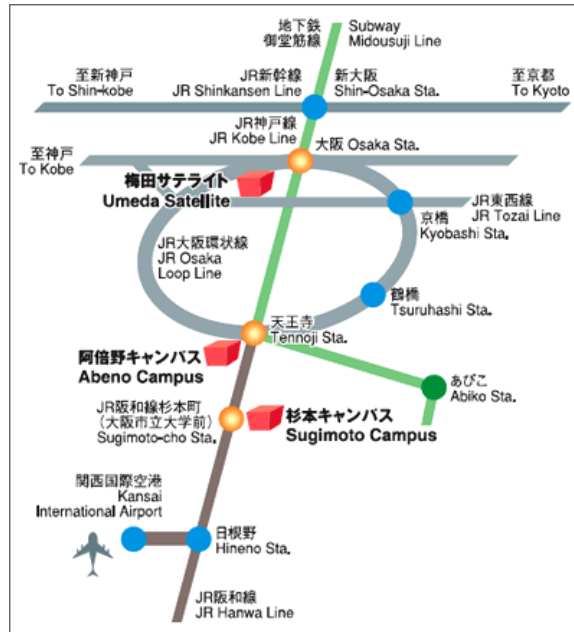 地下鉄
御堂筋線
Subway
Midousuji Line
至新神戸
To Shin-kobe
JR新幹線
JR Shinkansen Line
新大阪
Shin-Osaka Sta.
至京都
To Kyoto
JR神戸線
JR Kobe Line
大阪 Osaka Sta.
至神戸
To Kobe
梅田サテライト
Umeda Satellite
JR東西線
JR Tozai Line
京橋
Kyobashi Sta.
JR大阪環状線
JR Osaka
Loop Line
鶴橋
Tsuruhashi Sta.
天王寺
Tennoji Sta.
阿倍野キャンパス
Abeno Campus
あびこ
Abiko Sta.
JR阪和線杉本町
(大阪市立大学前)
Sugimoto-cho Sta.
杉本キャンパス
Sugimoto Campus
関西国際空港
Kansai
International Airport
日根野
Hineno Sta.
JR阪和線
JR Hanwa Line